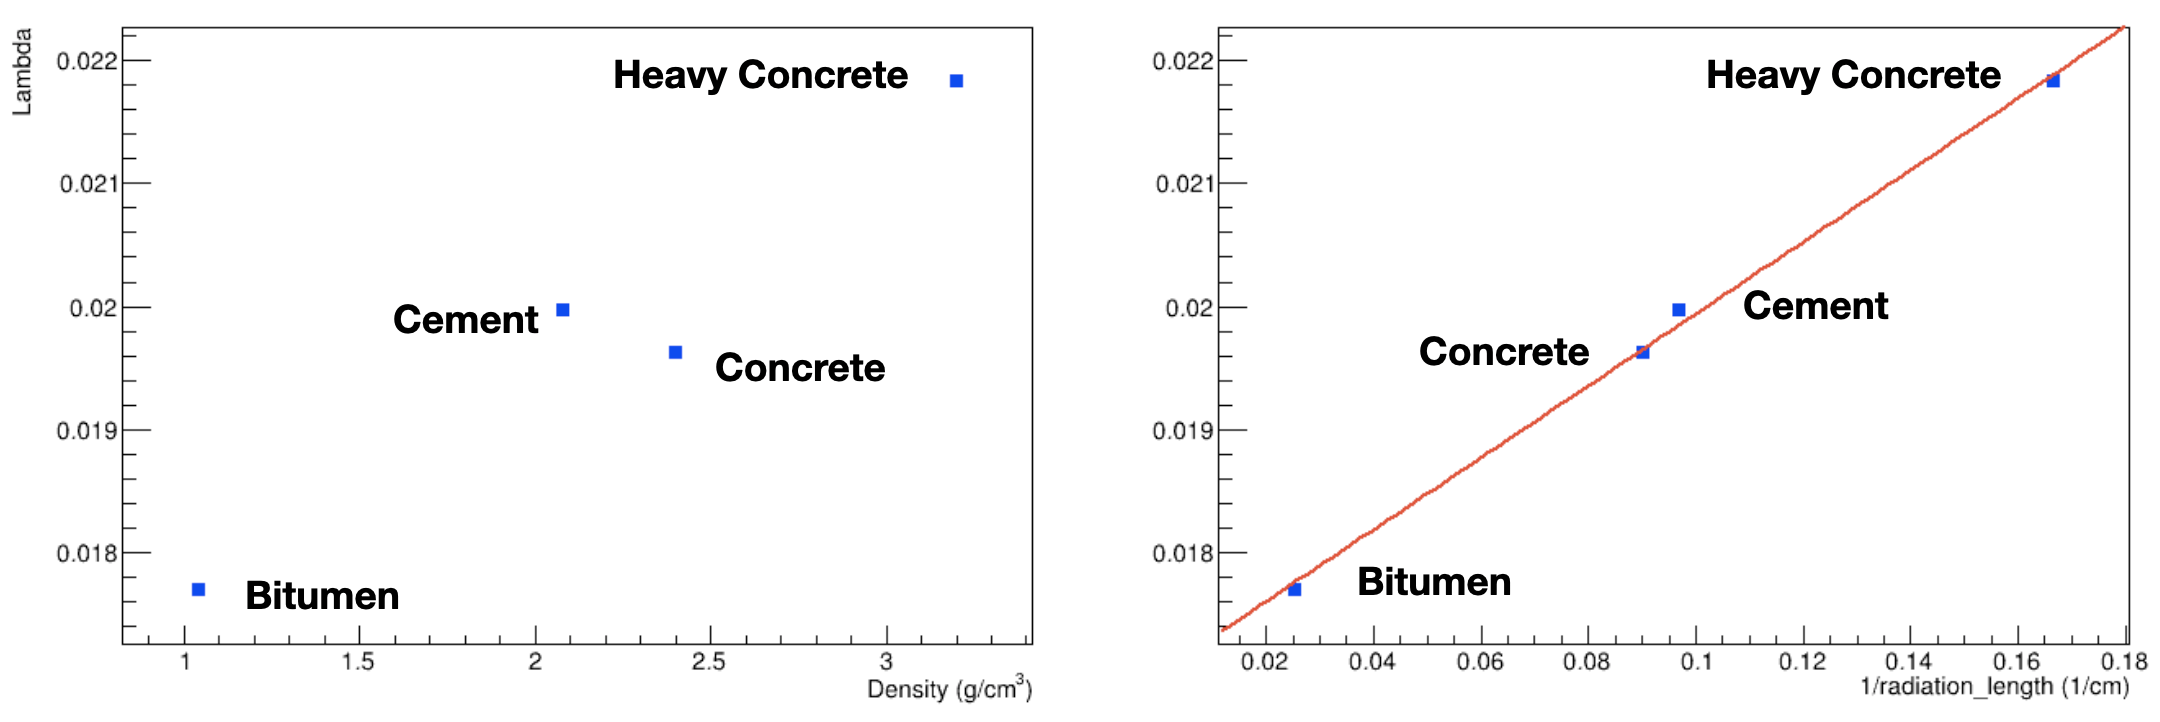 Lambda
0.022
0.021
0.02
0.019
0.018
Heavy Concrete
Cement
Concrete
Bitumen
1
1.5
2
2.5
3
Density (g/cm³)
0.022
0.021
0.02
0.019
0.018
Heavy Concrete
Cement
Concrete
Bitumen
0.02
0.04
0.06
0.08
0.1
0.12
0.14
0.16
0.18
1/radiation_length (1/cm)